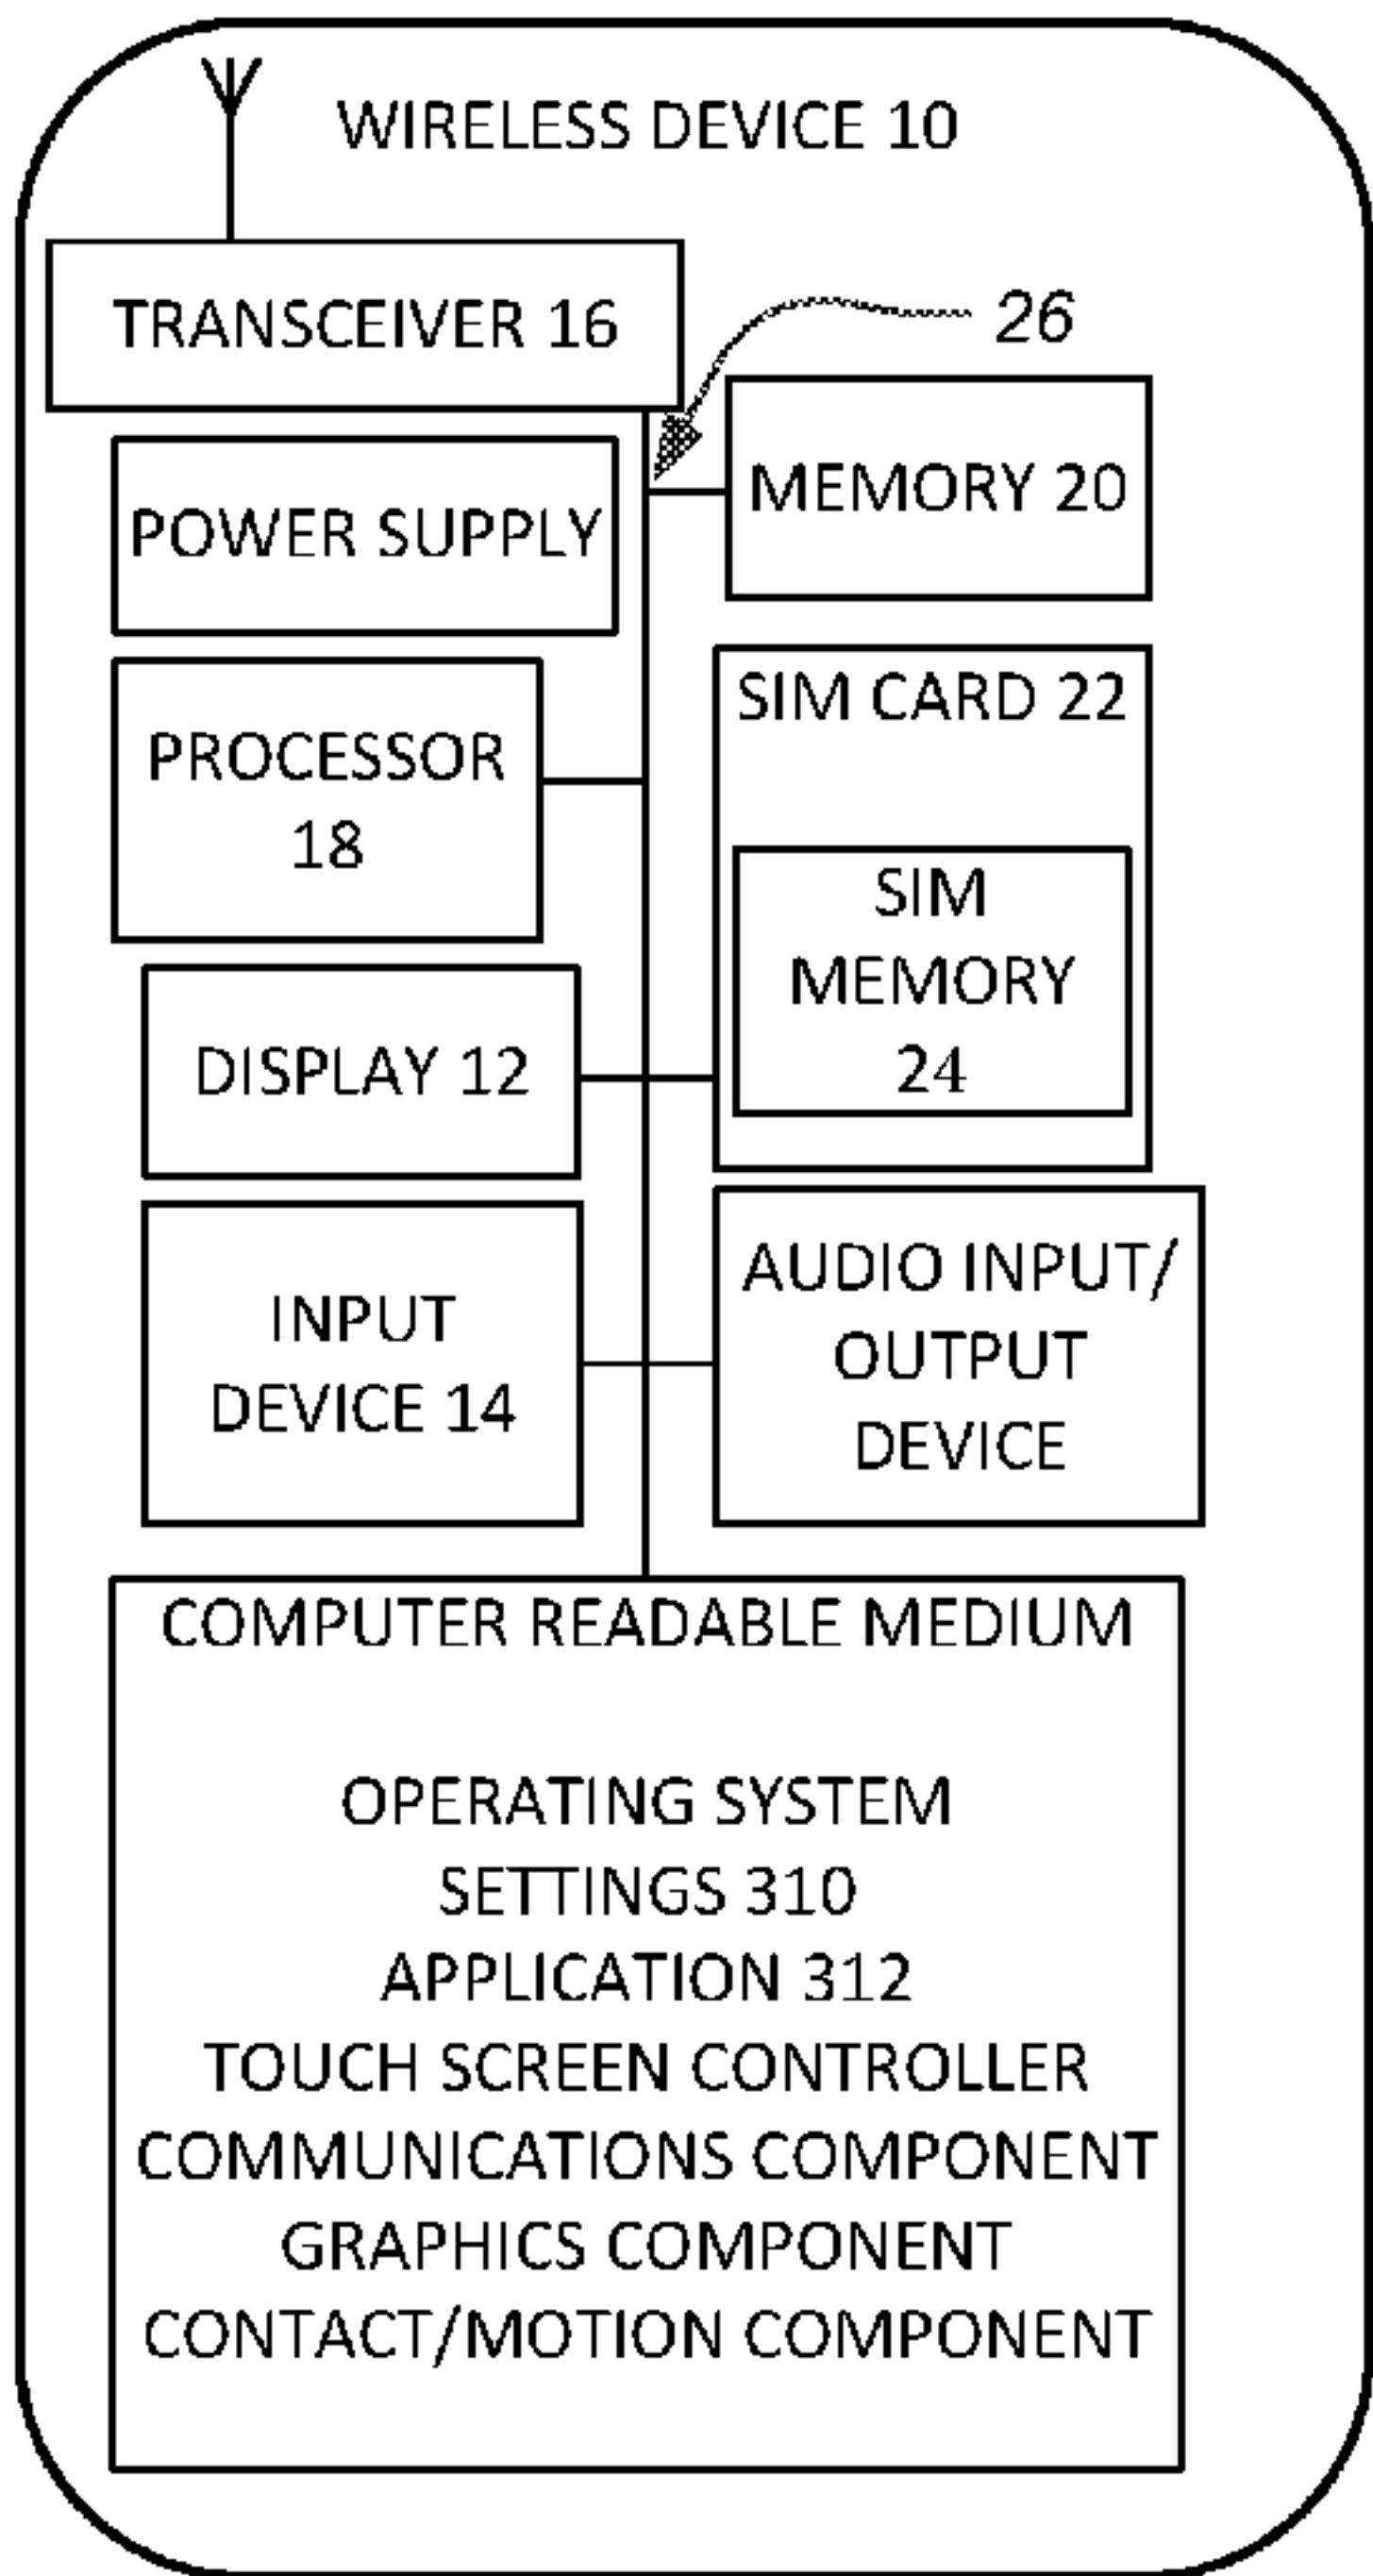 WIRELESS DEVICE 10
TRANSCEIVER 16
26
MEMORY 20
POWER SUPPLY
SIM CARD 22
PROCESSOR
18
SIM
MEMORY
24
DISPLAY 12
INPUT
DEVICE 14
AUDIO INPUT/
OUTPUT
DEVICE
COMPUTER READABLE MEDIUM
OPERATING SYSTEM
SETTINGS 310
APPLICATION 312
TOUCH SCREEN CONTROLLER
COMMUNICATIONS COMPONENT
GRAPHICS COMPONENT
CONTACT/MOTION COMPONENT